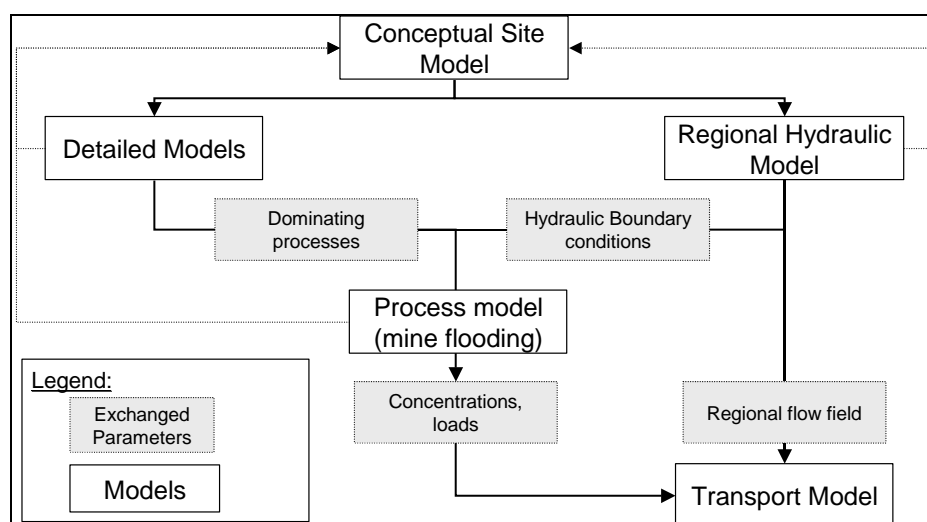 Conceptual Site
Model
Detailed Models
Regional Hydraulic
Model
Dominating
processes
Hydraulic Boundary
conditions
Process model
(mine flooding)
Legend:
Exchanged
Parameters
Models
Concentrations,
loads
Regional flow field
Transport Model